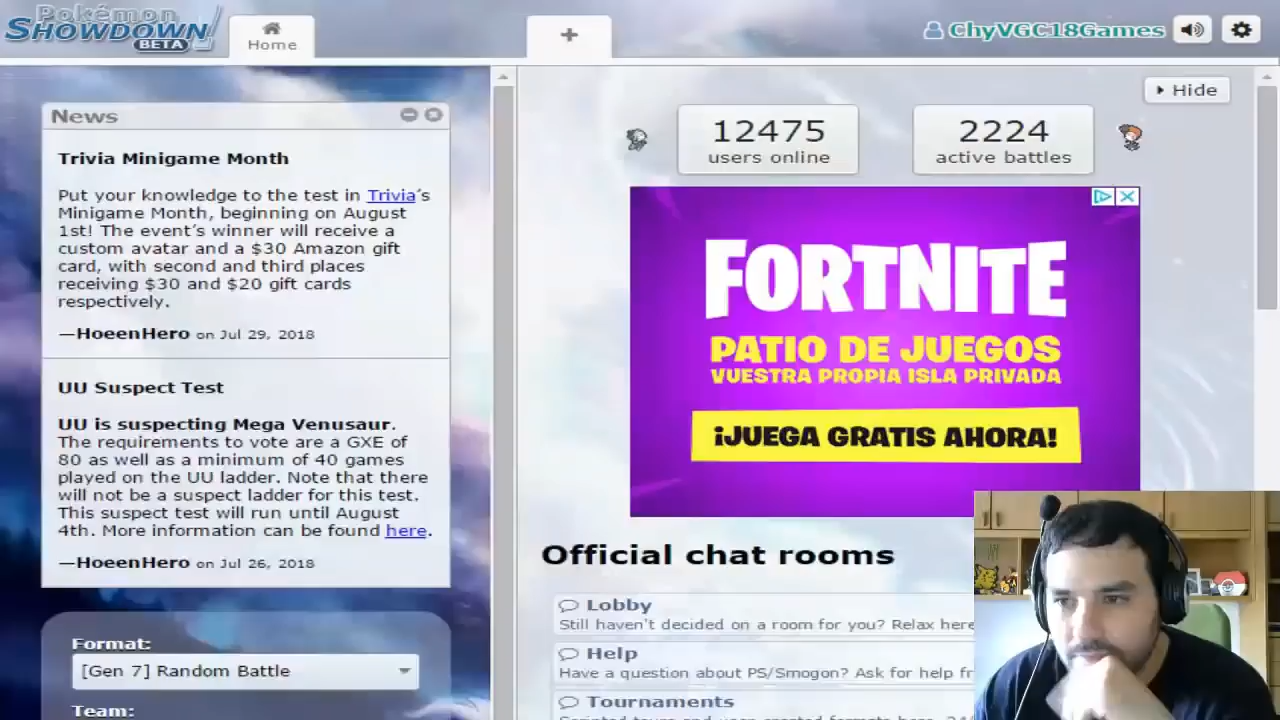 Pokémon
SHOWDOWN!
BETA
Home
+
ChyVGC18Games
News
Trivia Minigame Month
Put your knowledge to the test in Trivia's
Minigame Month, beginning on August
1st! The event's winner will receive a
custom avatar and a $30 Amazon gift
card, with second and third places
receiving $30 and $20 gift cards
respectively.
—HoeenHero on Jul 29, 2018
UU Suspect Test
UU is suspecting Mega Venusaur.
The requirements to vote are a GXE of
80 as well as a minimum of 40 games
played on the UU ladder. Note that there
will not be a suspect ladder for this test.
This suspect test will run until August
4th. More information can be found here.
—HoeenHero on Jul 26, 2018
Format:
[Gen 7] Random Battle
Team:
Hide
12475
users online
2224
active battles
FORTNITE
PATIO DE JUEGOS
VUESTRA PROPIA ISLA PRIVADA
¡JUEGA GRATIS AHORA!
Official chat rooms
Lobby
Still haven't decided on a room for you? Relax here
Help
Have a question about PS/Smogon? Ask for help fr
Tournaments